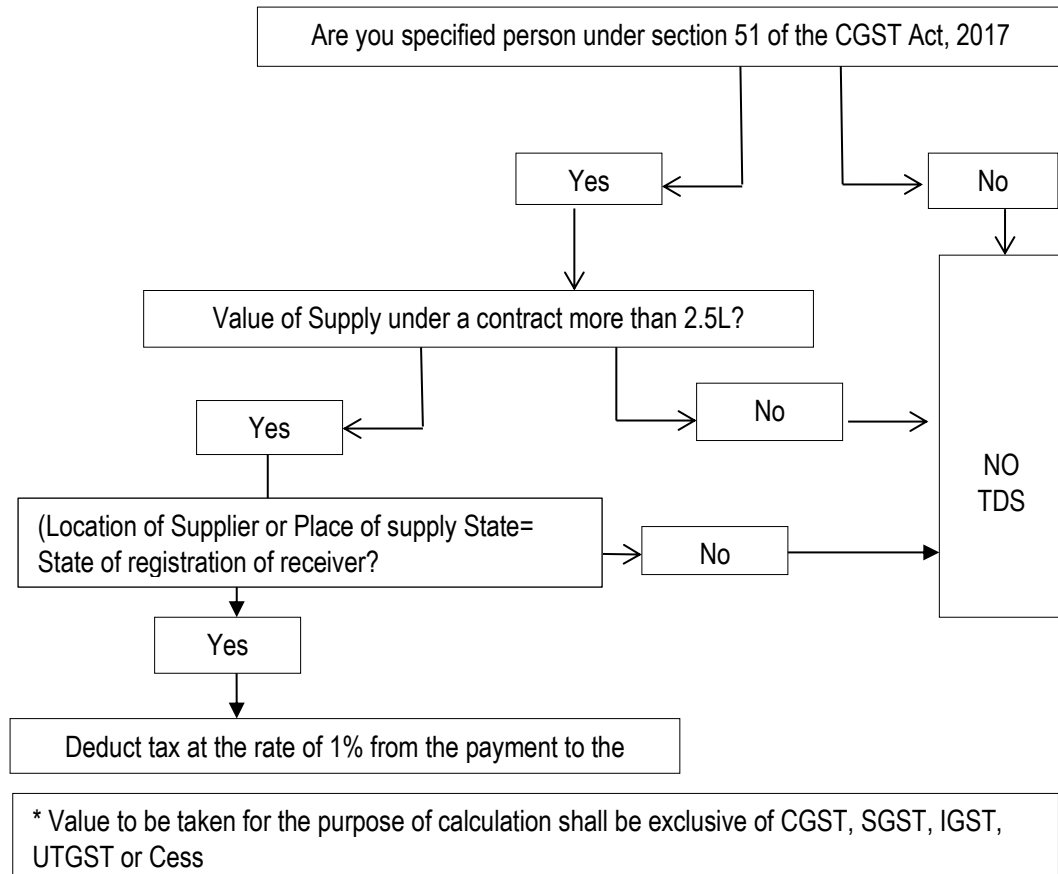 Are you specified person under section 51 of the CGST Act, 2017
Yes
No
Value of Supply under a contract more than 2.5L?
Yes
No
NO
TDS
(Location of Supplier or Place of supply State=
State of registration of receiver?
No
Yes
Deduct tax at the rate of 1% from the payment to the
* Value to be taken for the purpose of calculation shall be exclusive of CGST, SGST, IGST,
UTGST or Cess